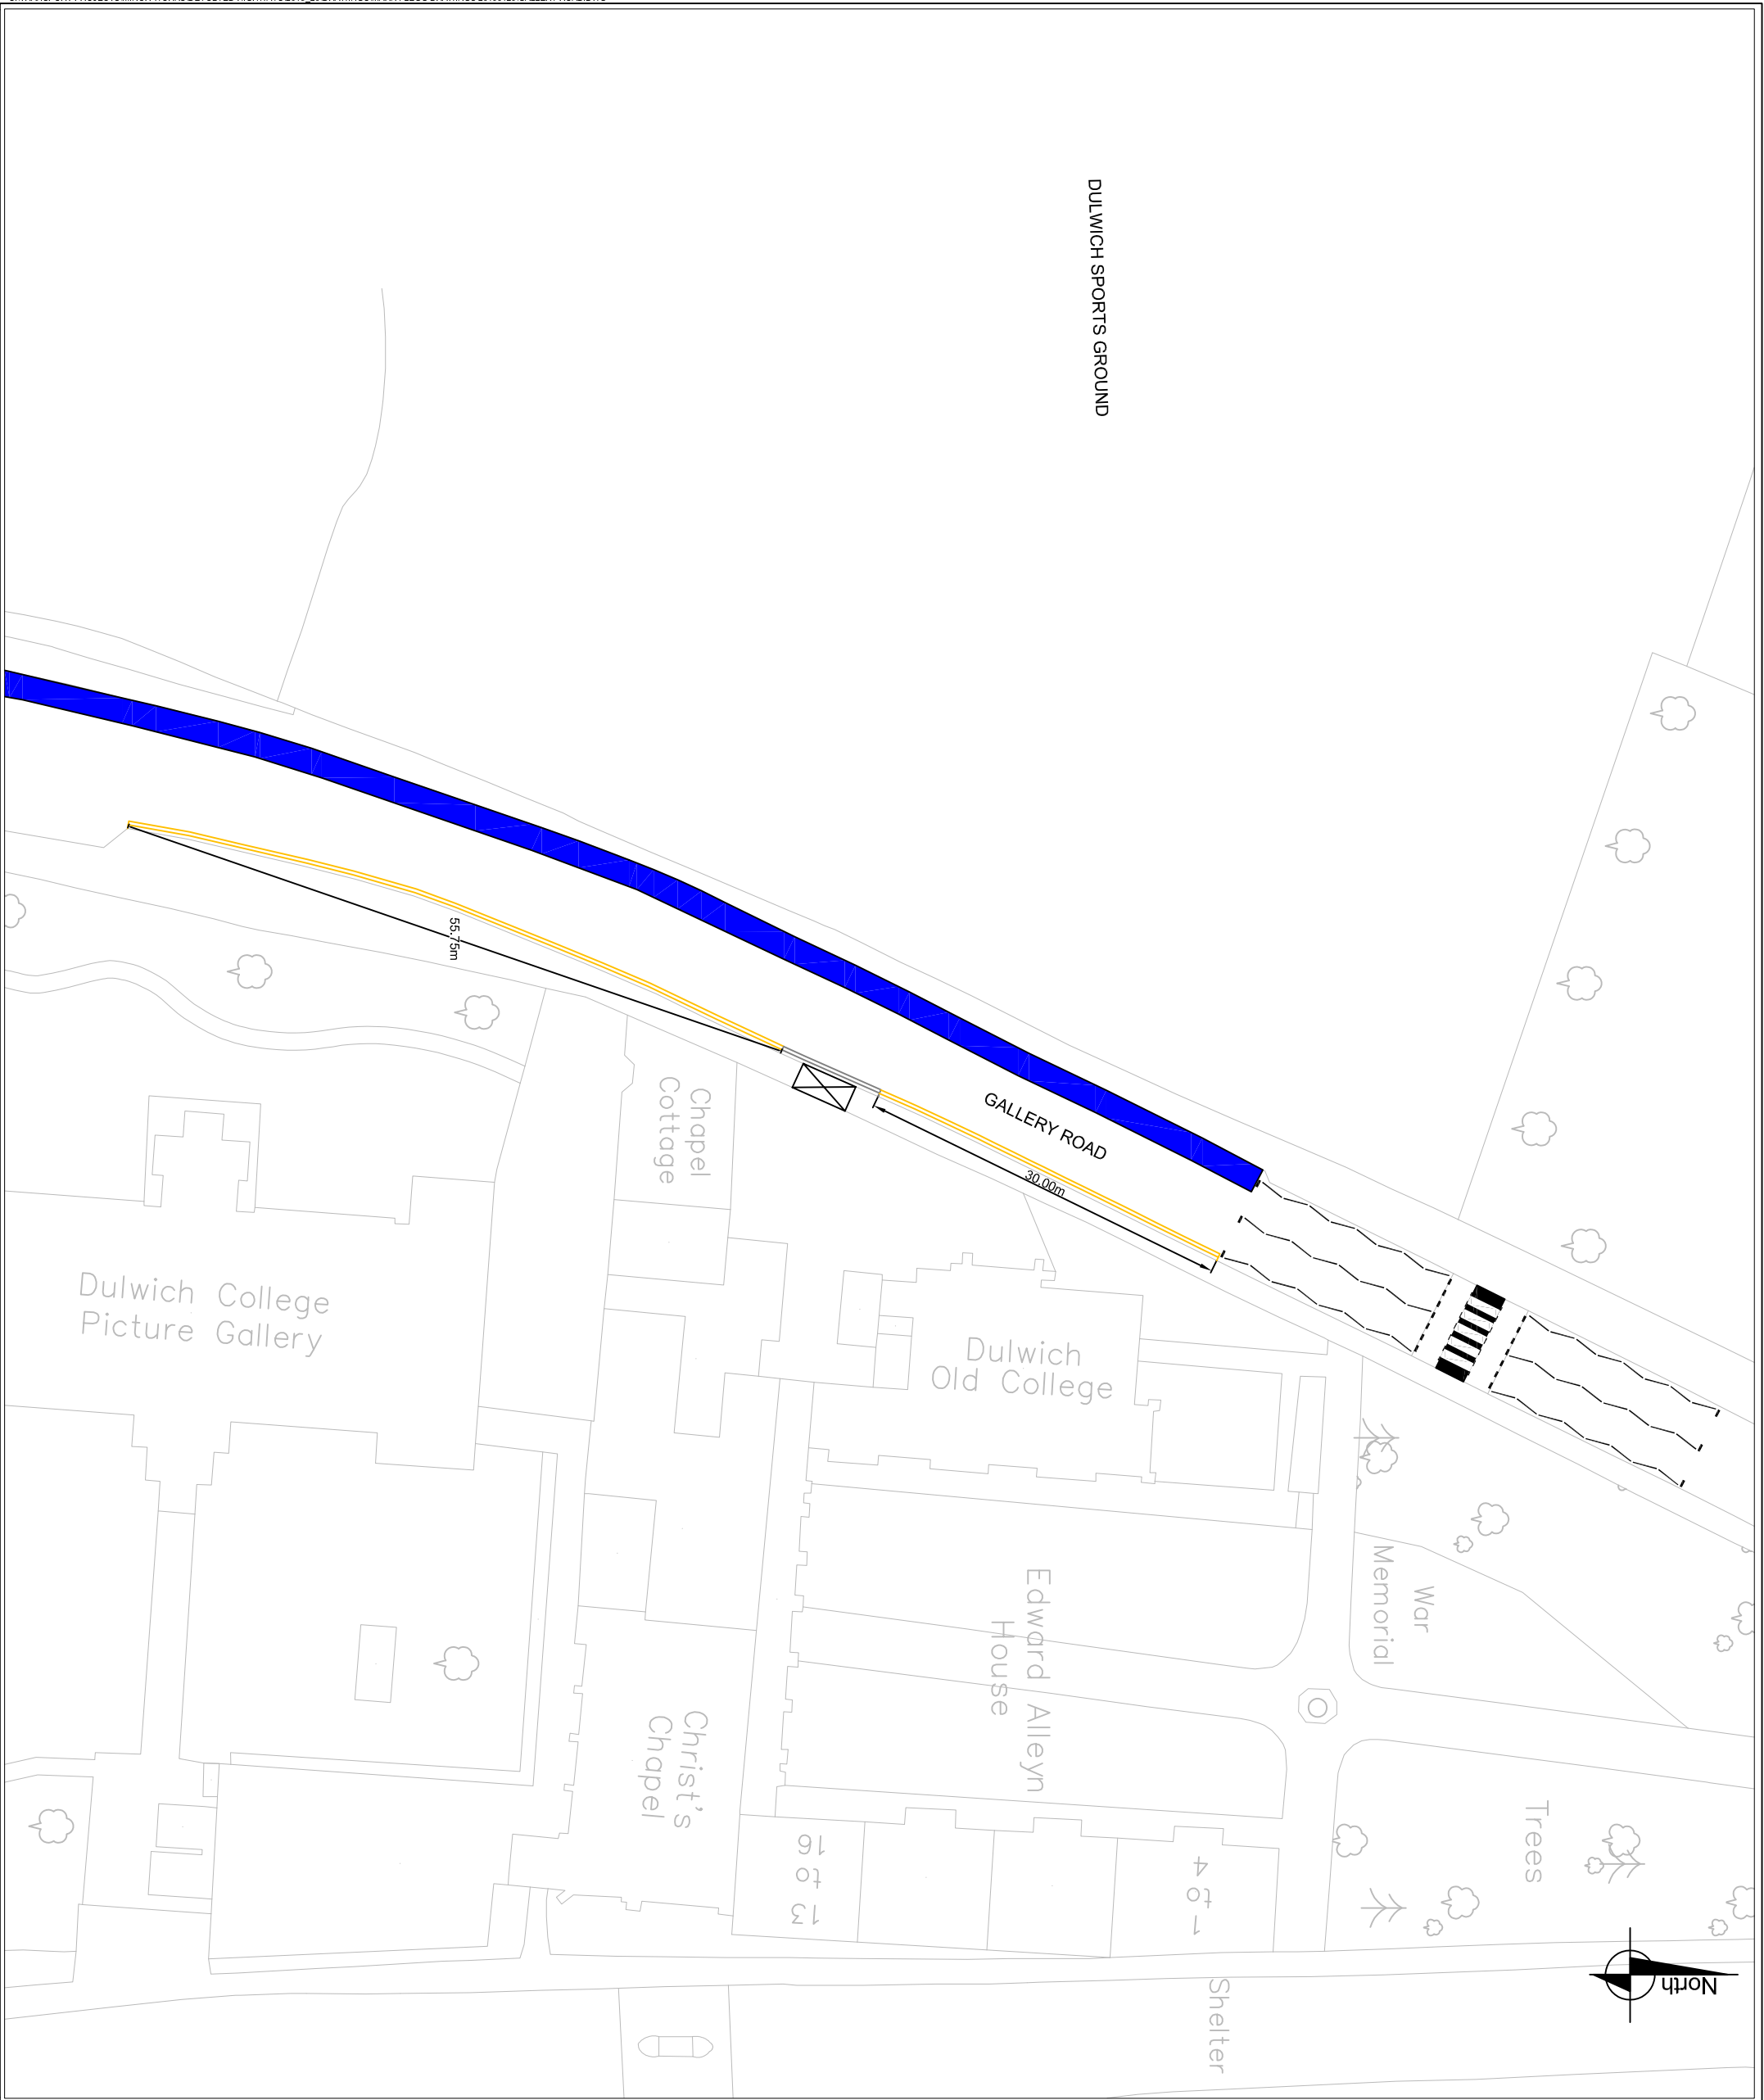 DULWICH SPORTS GROUND
55.75m
Chapel
Cottage
GALLERY ROAD
30.00m
Dulwich College
Picture Gallery
Dulwich
Old College
War
Memorial
Edward Alleyn
House
Christ's
Chapel
16
to
13
4
to
1
Trees
North
Shelter